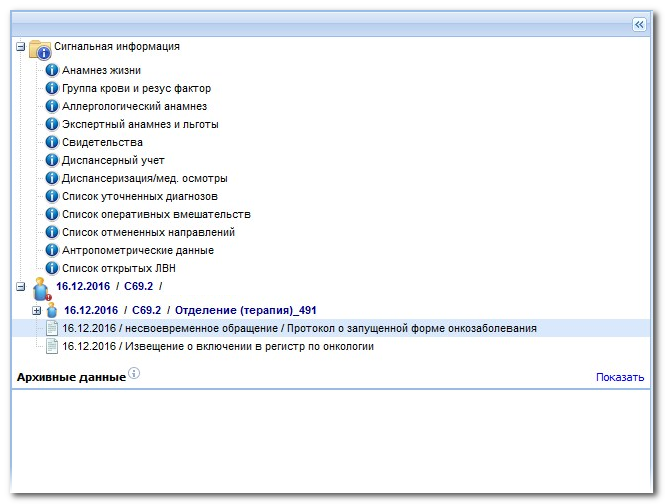 Сигнальная информация
Анамнез жизни
Группа крови и резус фактор
Аллергологический анамнез
Экспертный анамнез и льготы
Свидетельства
Диспансерный учет
Диспансеризация/мед. осмотры
Список уточненных диагнозов
Список оперативных вмешательств
Список отмененных направлений
Антропометрические данные
Список открытых ЛВН
16.12.2016 / C69.2 /
16.12.2016 / C69.2 / Отделение (терапия)_491
16.12.2016 / несвоевременное обращение / Протокол о запущенной форме онкозаболевания
16.12.2016 / Извещение о включении в регистр по онкологии
Архивные данные Показать